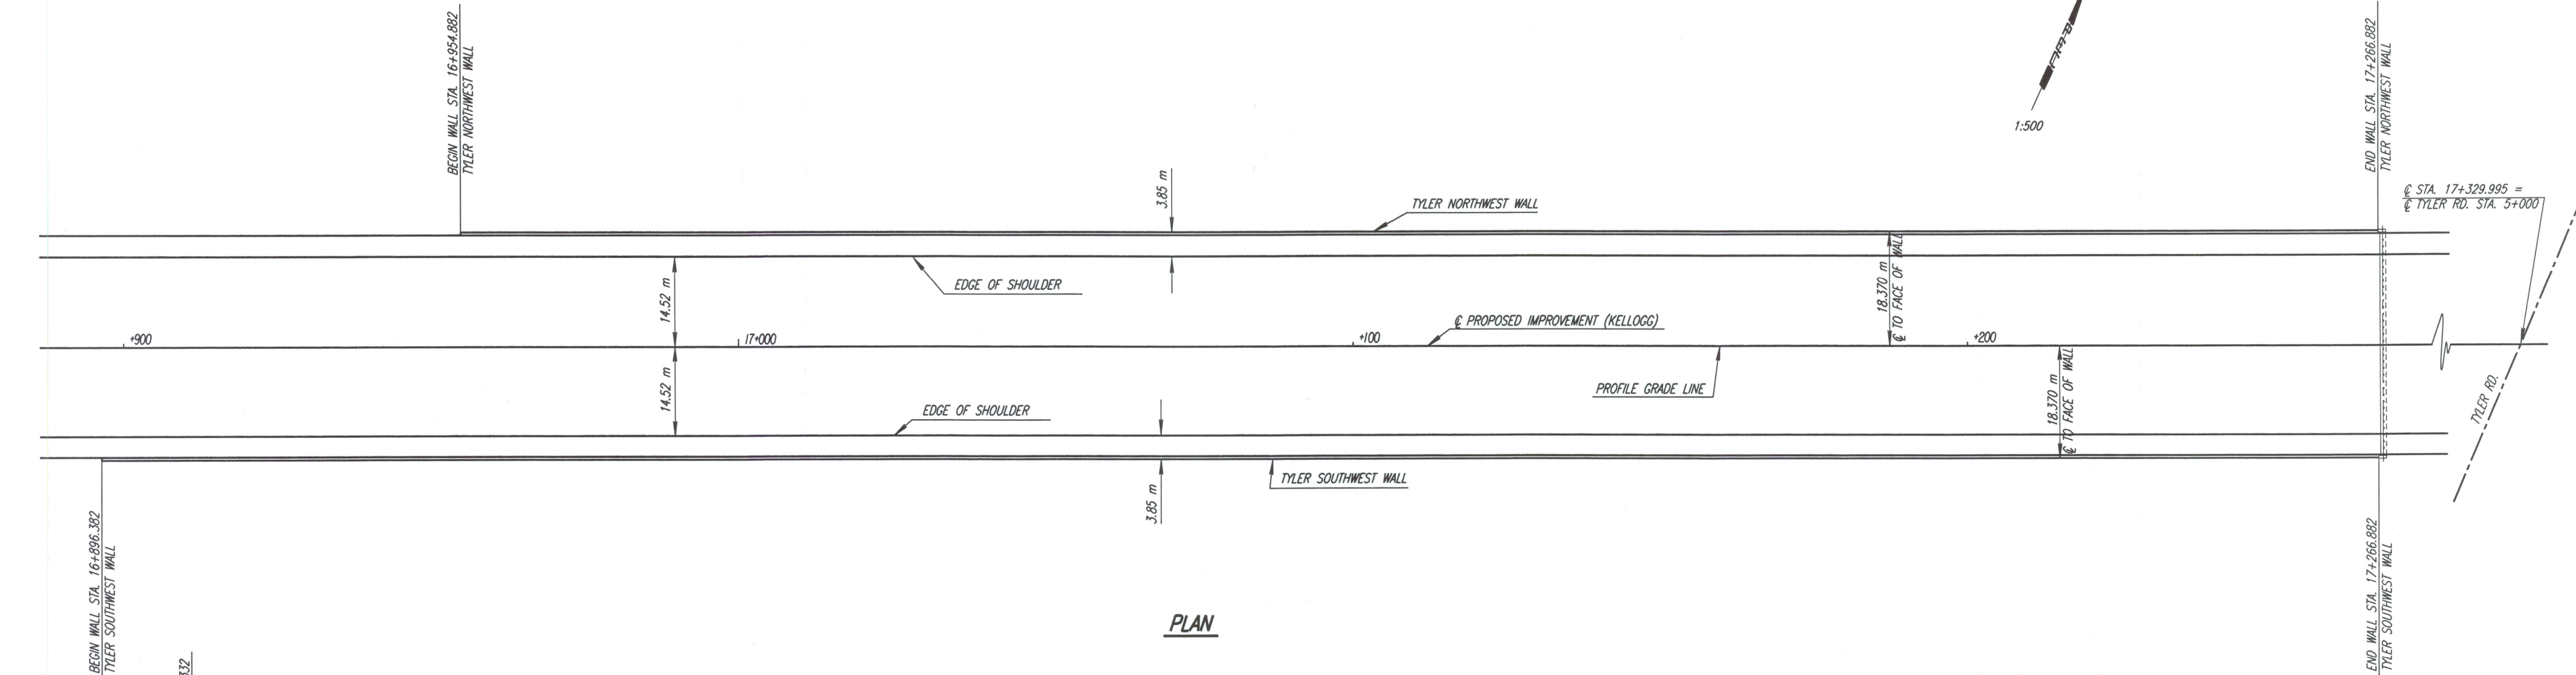 BEGIN WALL STA. 16+954.882
TYLER NORTHWEST WALL
END WALL STA. 17+266.882
TYLER NORTHWEST WALL
1:500
℄ STA. 17+329.995 =
℄ TYLER RD. STA. 5+000
3.85 m
TYLER NORTHWEST WALL
14.52 m
EDGE OF SHOULDER
18.370 m
℄ TO FACE OF WALL
℄ PROPOSED IMPROVEMENT (KELLOGG)
+900
17+000
+100
+200
PROFILE GRADE LINE
14.52 m
EDGE OF SHOULDER
18.370 m
℄ TO FACE OF WALL
TYLER RD.
TYLER SOUTHWEST WALL
3.85 m
BEGIN WALL STA. 16+896.382
TYLER SOUTHWEST WALL
END WALL STA. 17+266.882
TYLER SOUTHWEST WALL
PLAN
332